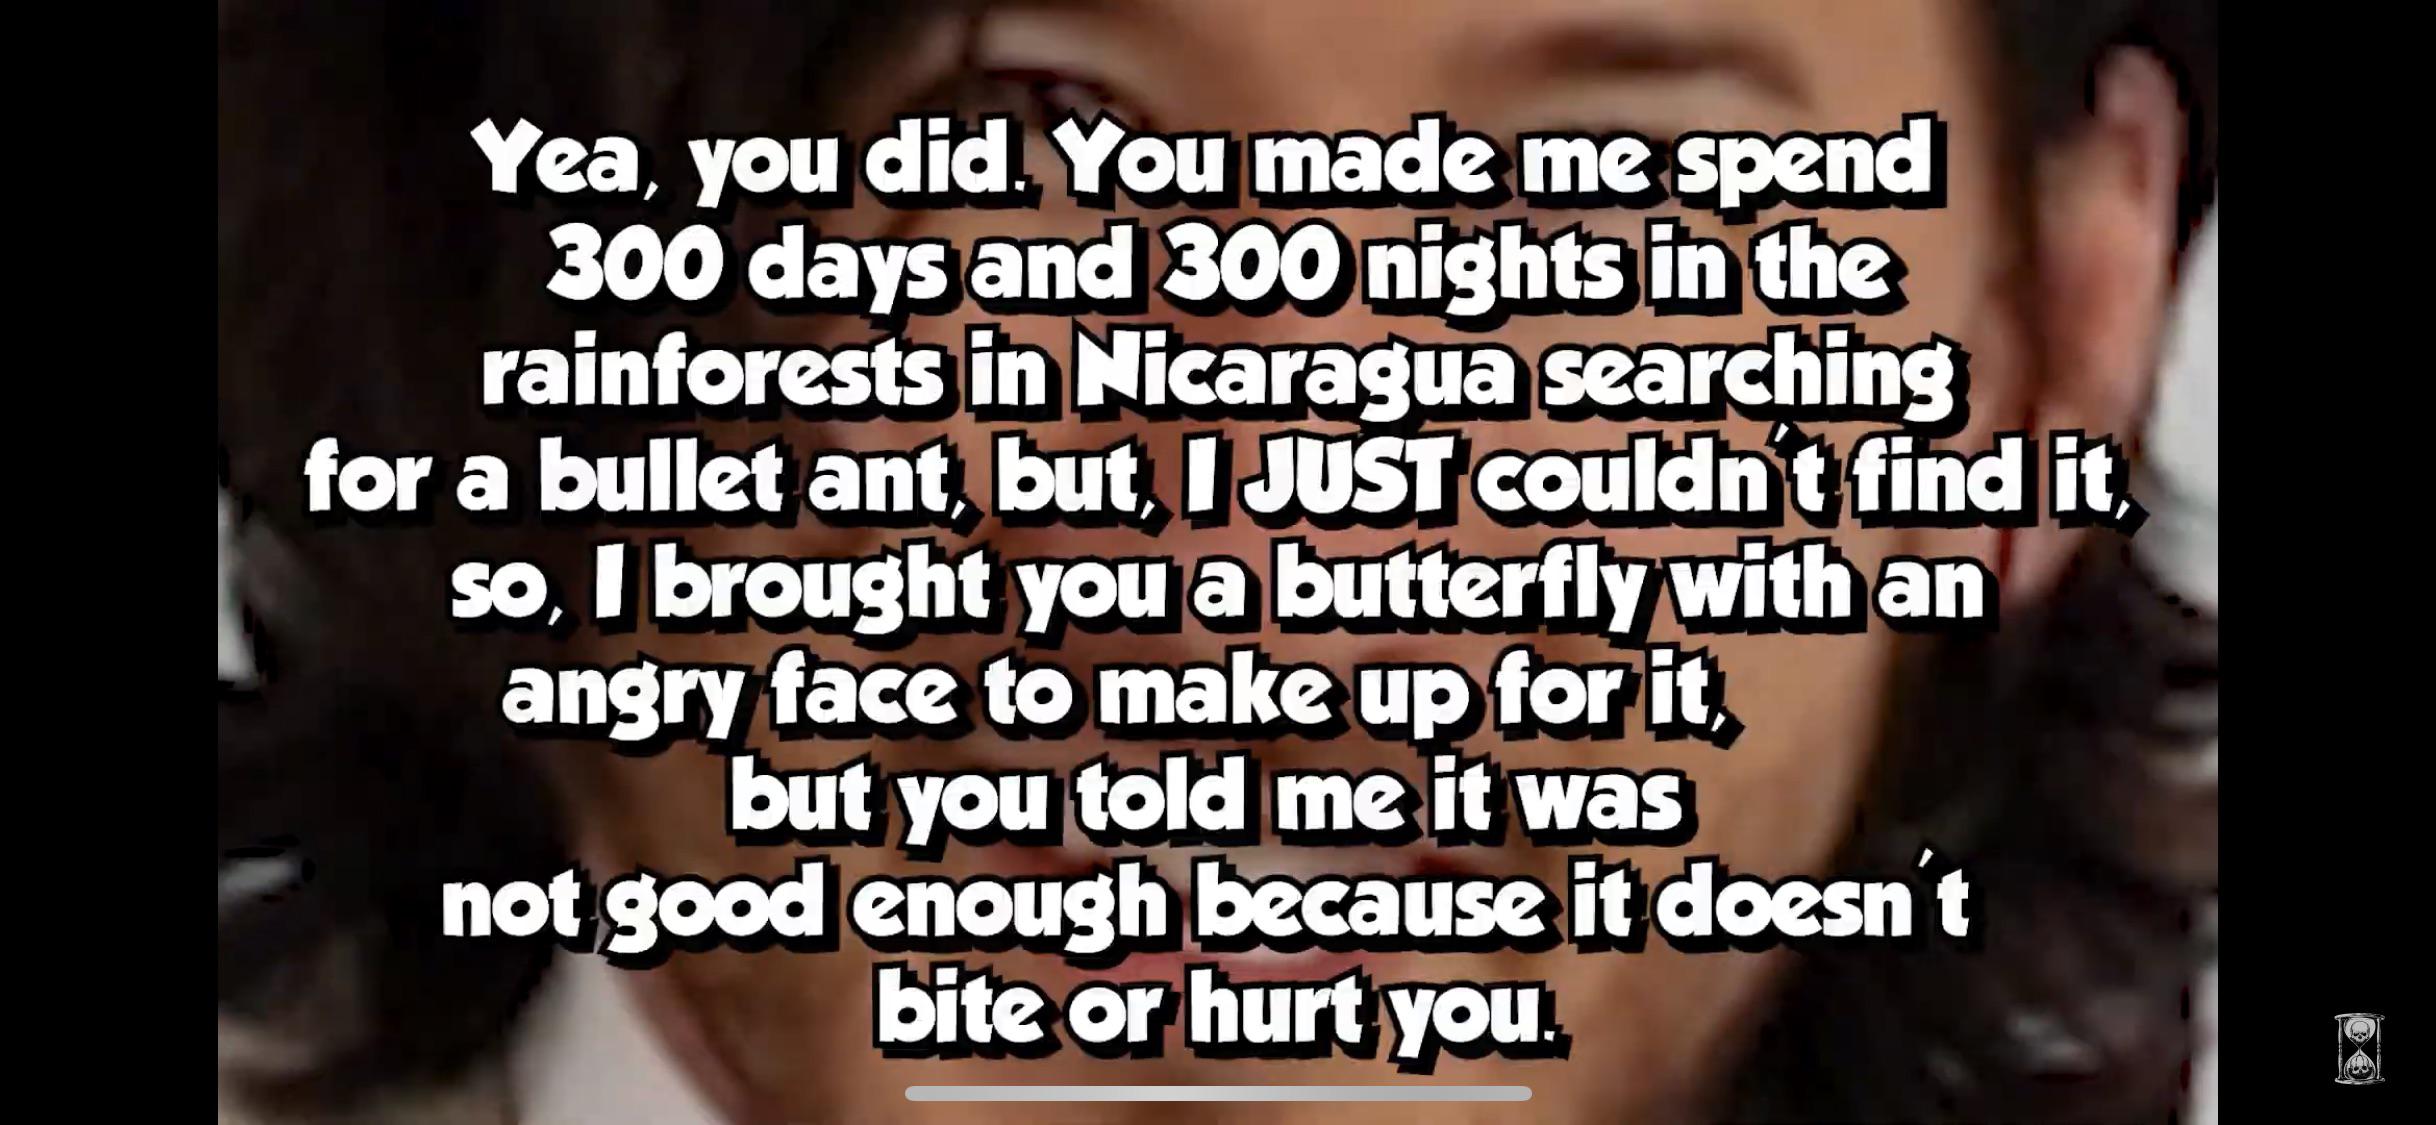 Yea, you did. You made me spend
300 days and 300 nights in the
rainforests in Nicaragua searching
for a bullet ant, but, I JUST couldn't find it,
so, I brought you a butterfly with an
angry face to make up for it,
but you told me it was
not good enough because it doesn't
bite or hurt you.